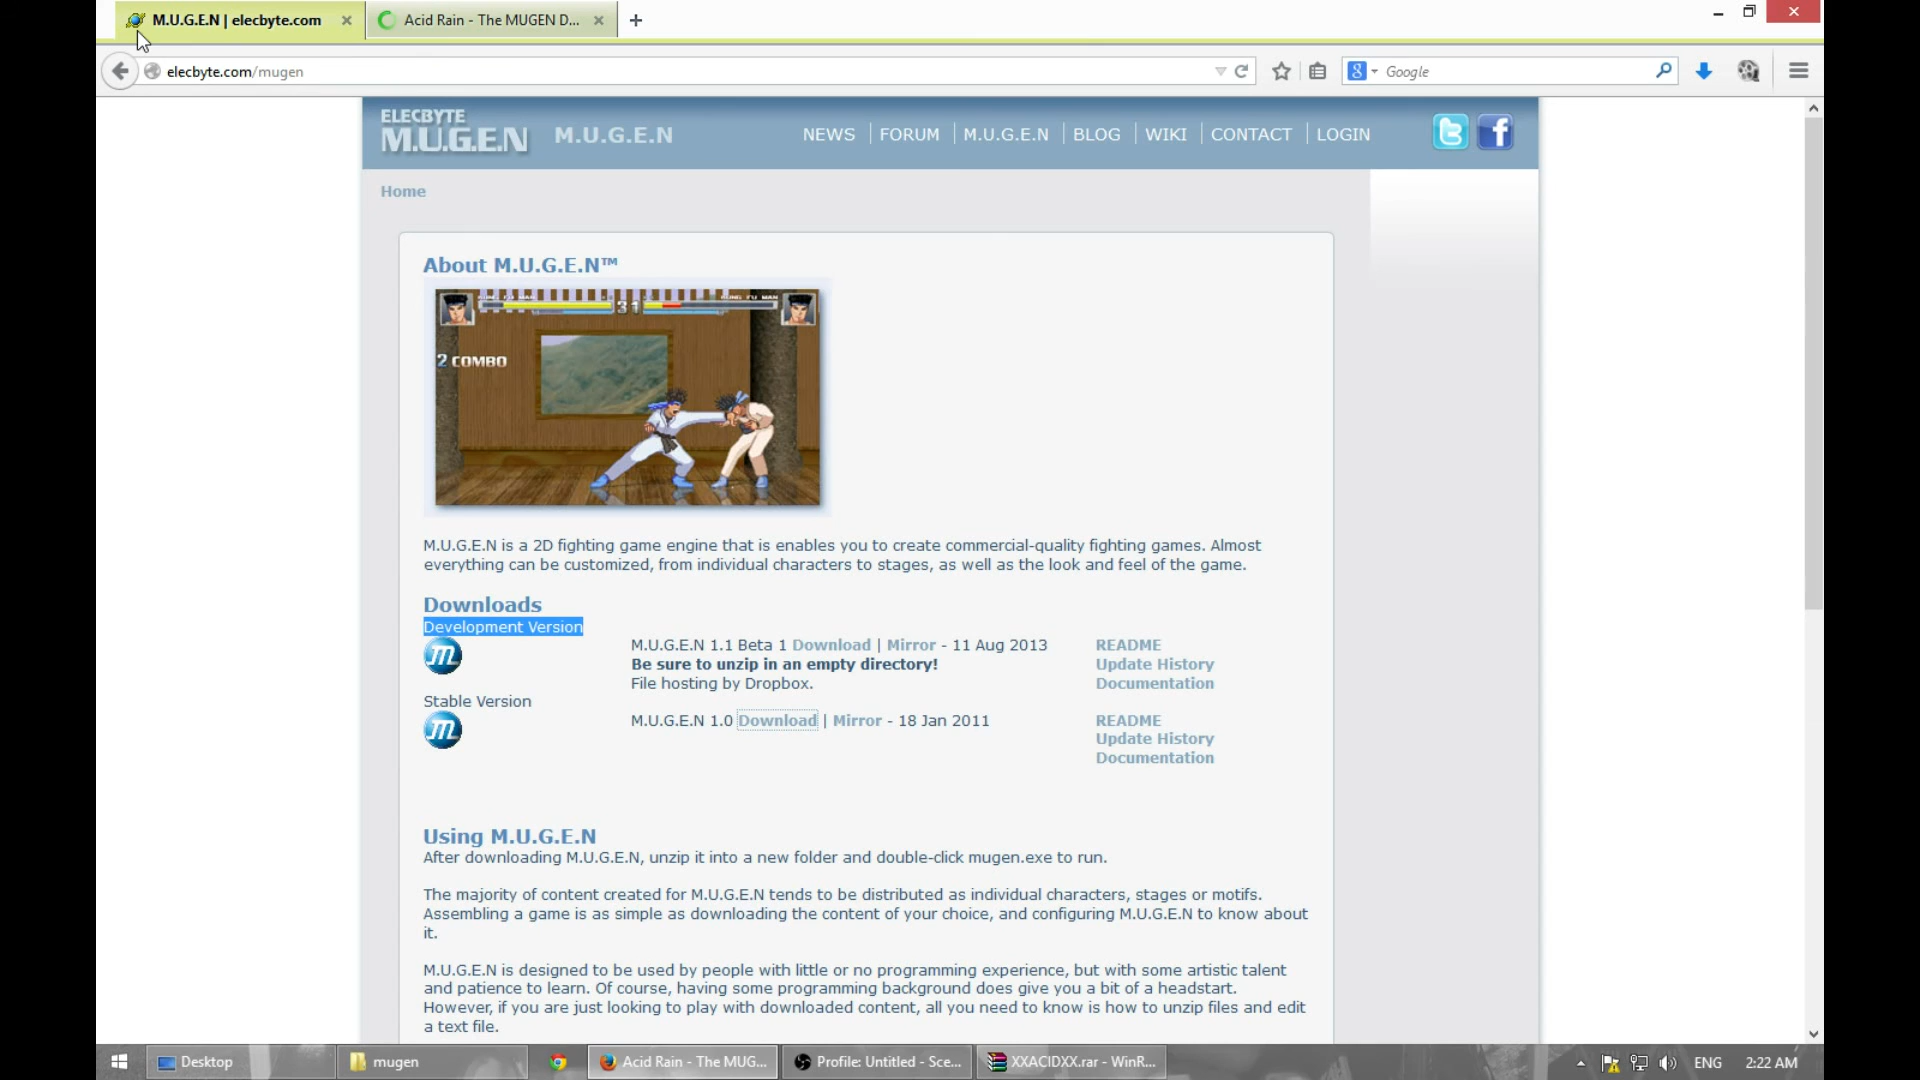 M.U.G.E.N | elecbyte.com
Acid Rain - The MUGEN D...
elecbyte.com/mugen
Google
ELECBYTE
M.U.G.E.N
M.U.G.E.N
NEWS
FORUM
M.U.G.E.N
BLOG
WIKI
CONTACT
LOGIN
Home
About M.U.G.E.N™
KUNG FU MAN
31
KUNG FU MAN
2 COMBO
M.U.G.E.N is a 2D fighting game engine that is enables you to create commercial-quality fighting games. Almost
everything can be customized, from individual characters to stages, as well as the look and feel of the game.
Downloads
Development Version
M.U.G.E.N 1.1 Beta 1 Download | Mirror - 11 Aug 2013
Be sure to unzip in an empty directory!
File hosting by Dropbox.
README
Update History
Documentation
Stable Version
M.U.G.E.N 1.0 Download | Mirror - 18 Jan 2011
README
Update History
Documentation
Using M.U.G.E.N
After downloading M.U.G.E.N, unzip it into a new folder and double-click mugen.exe to run.
The majority of content created for M.U.G.E.N tends to be distributed as individual characters, stages or motifs.
Assembling a game is as simple as downloading the content of your choice, and configuring M.U.G.E.N to know about
it.
M.U.G.E.N is designed to be used by people with little or no programming experience, but with some artistic talent
and patience to learn. Of course, having some programming background does give you a bit of a headstart.
However, if you are just looking to play with downloaded content, all you need to know is how to unzip files and edit
a text file.
Desktop
mugen
Acid Rain - The MUG...
Profile: Untitled - Sce...
XXACIDXX.rar - WinR...
ENG
2:22 AM